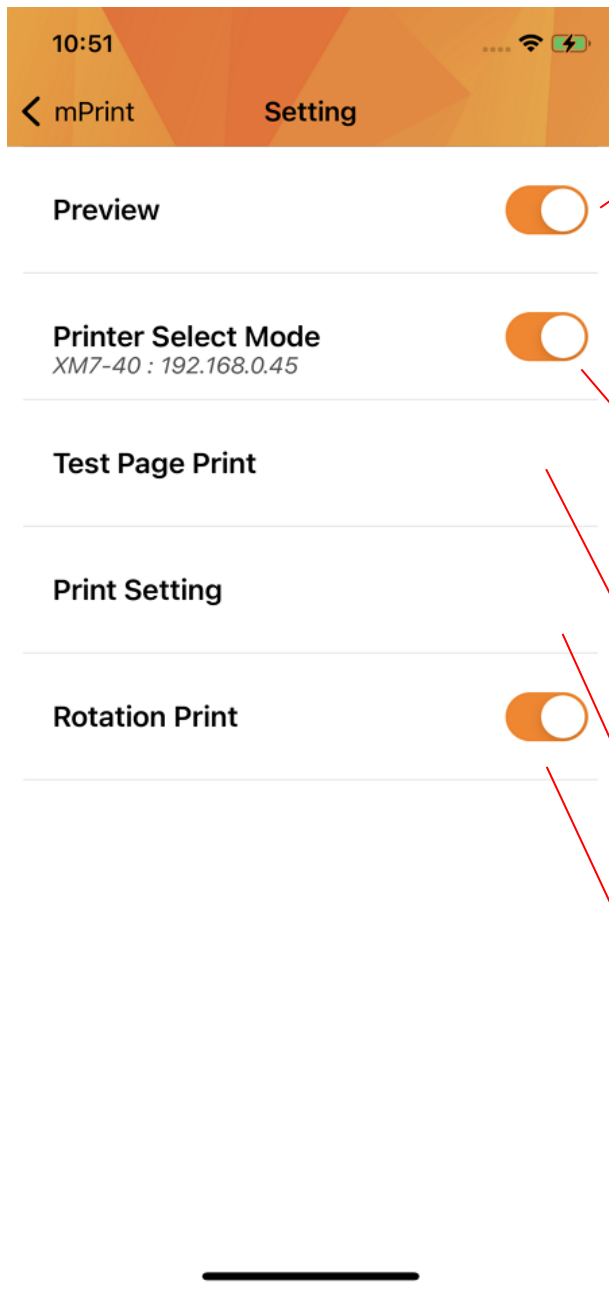 10:51
mPrint Setting
Preview
Printer Select Mode
XM7-40 : 192.168.0.45
Test Page Print
Print Setting
Rotation Print